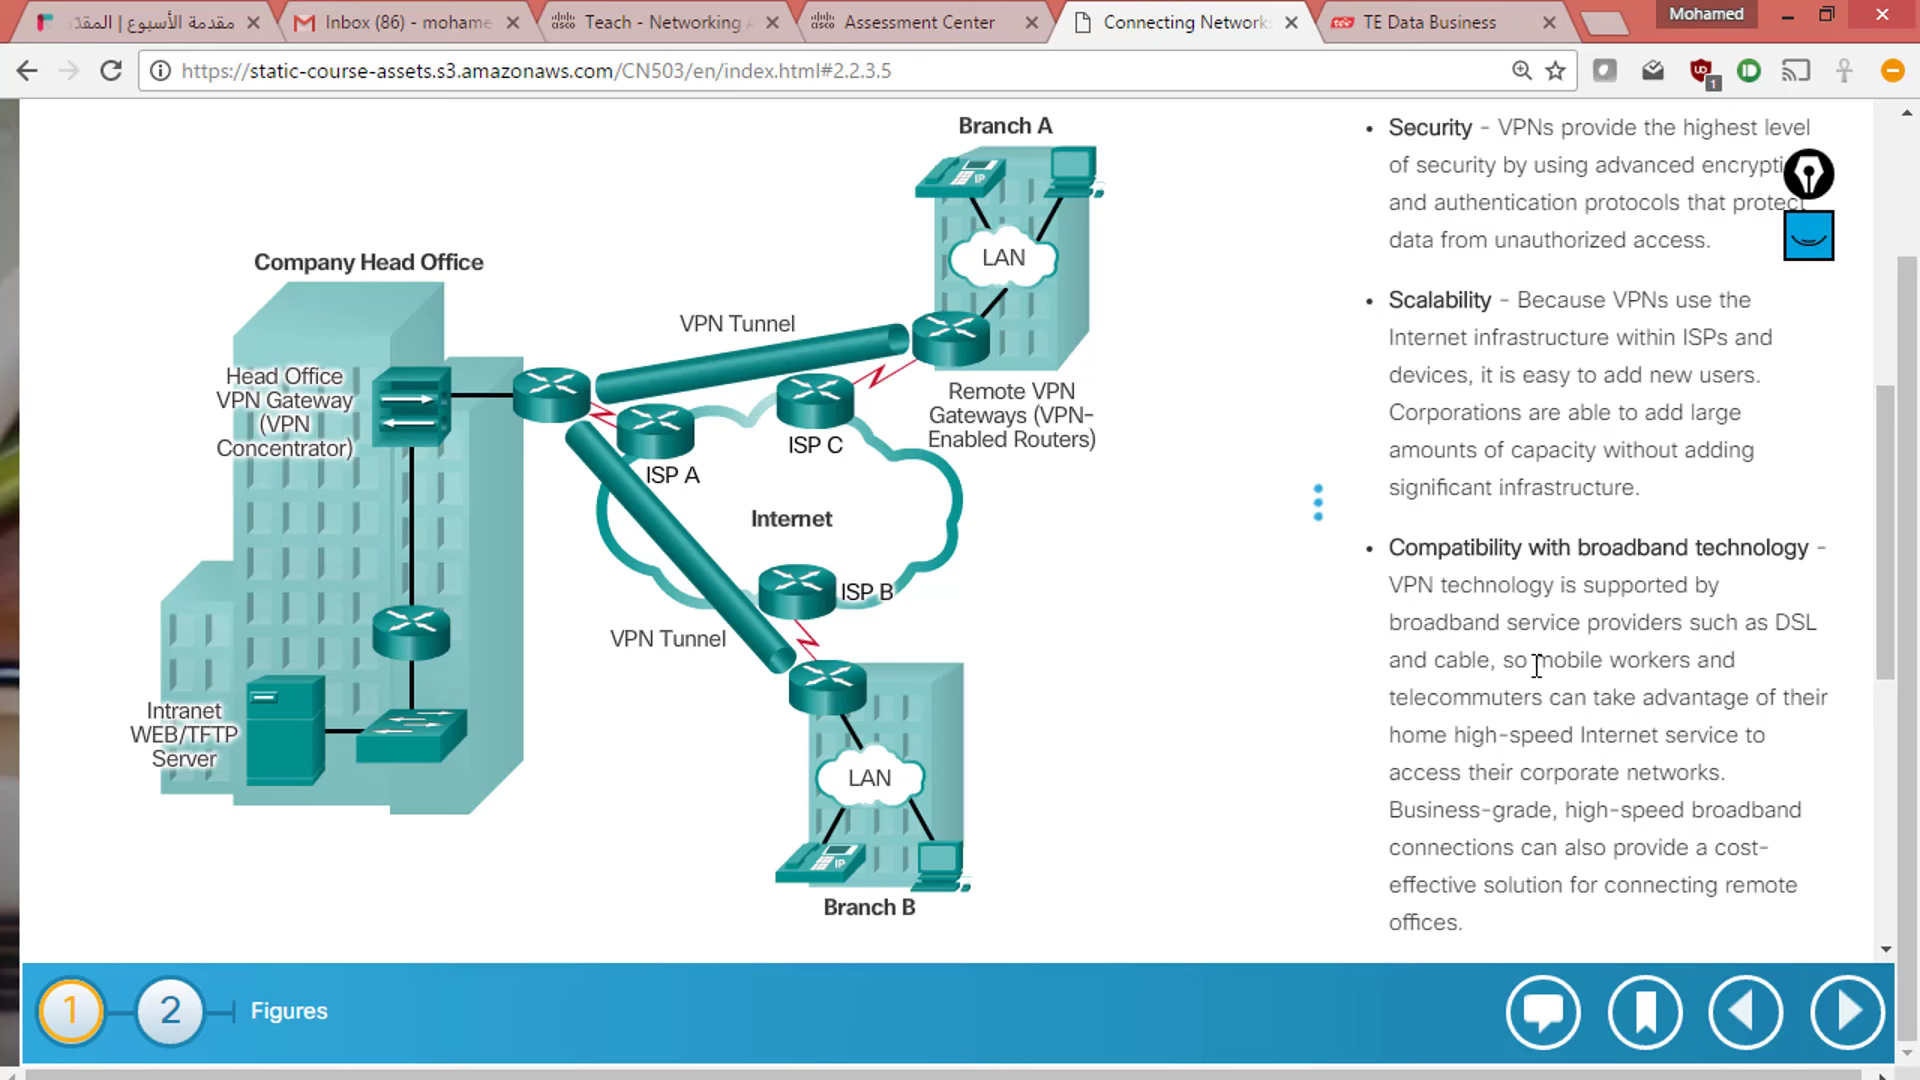 مقدمة الأسبوع | المقد
Inbox (86) - mohame
Teach - Networking
Assessment Center
Connecting Network
TE Data Business
Mohamed
https://static-course-assets.s3.amazonaws.com/CN503/en/index.html#2.2.3.5
1
Branch A
IP
LAN
Company Head Office
VPN Tunnel
Head Office
VPN Gateway
(VPN
Concentrator)
Remote VPN
Gateways (VPN-
Enabled Routers)
ISP C
ISP A
Internet
ISP B
VPN Tunnel
Intranet
WEB/TFTP
Server
LAN
IP
Branch B
• Security - VPNs provide the highest level
of security by using advanced encrypti
and authentication protocols that protect
data from unauthorized access.
• Scalability - Because VPNs use the
Internet infrastructure within ISPs and
devices, it is easy to add new users.
Corporations are able to add large
amounts of capacity without adding
significant infrastructure.
• Compatibility with broadband technology -
VPN technology is supported by
broadband service providers such as DSL
and cable, so mobile workers and
telecommuters can take advantage of their
home high-speed Internet service to
access their corporate networks.
Business-grade, high-speed broadband
connections can also provide a cost-
effective solution for connecting remote
offices.
1
2
Figures